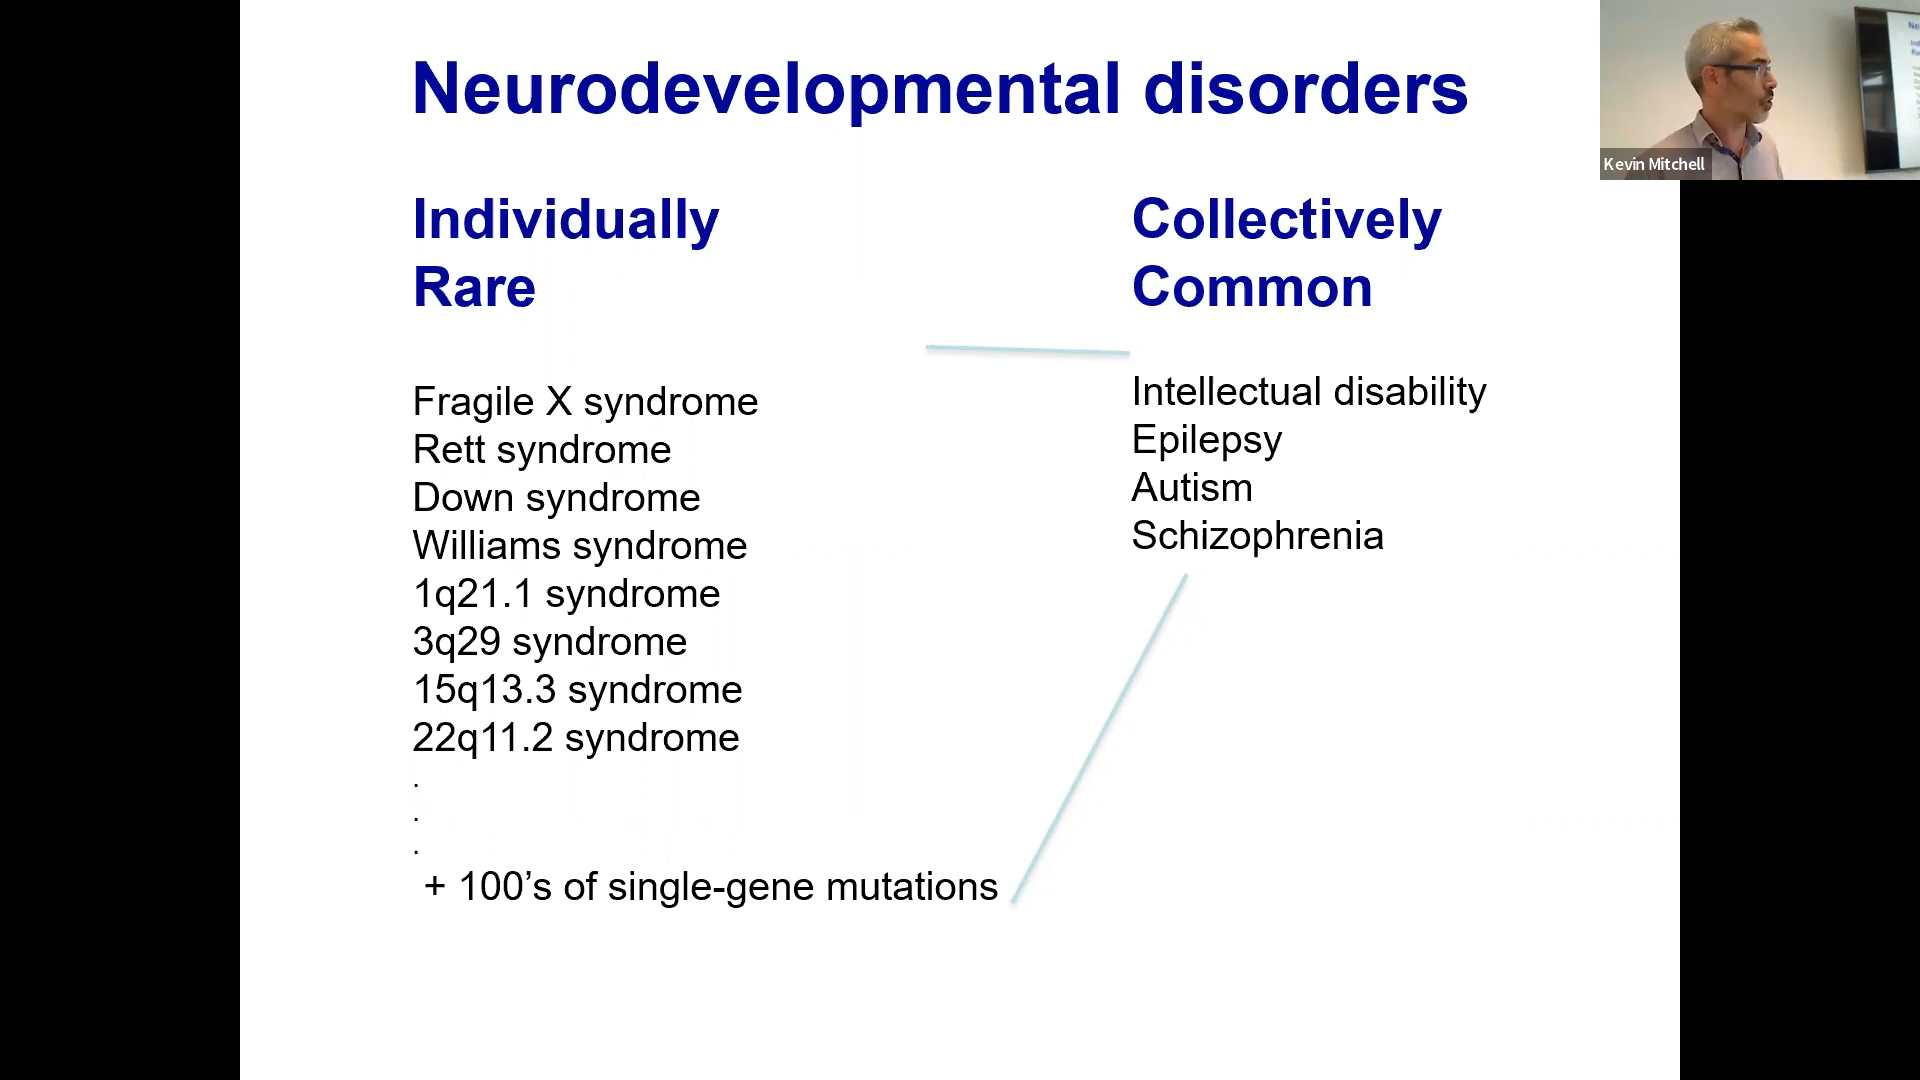 Neurodevelopmental disorders
Individually
Rare
Collectively
Common
Fragile X syndrome
Rett syndrome
Down syndrome
Williams syndrome
1q21.1 syndrome
3q29 syndrome
15q13.3 syndrome
22q11.2 syndrome
.
.
.
+ 100’s of single-gene mutations
Intellectual disability
Epilepsy
Autism
Schizophrenia
Kevin Mitchell